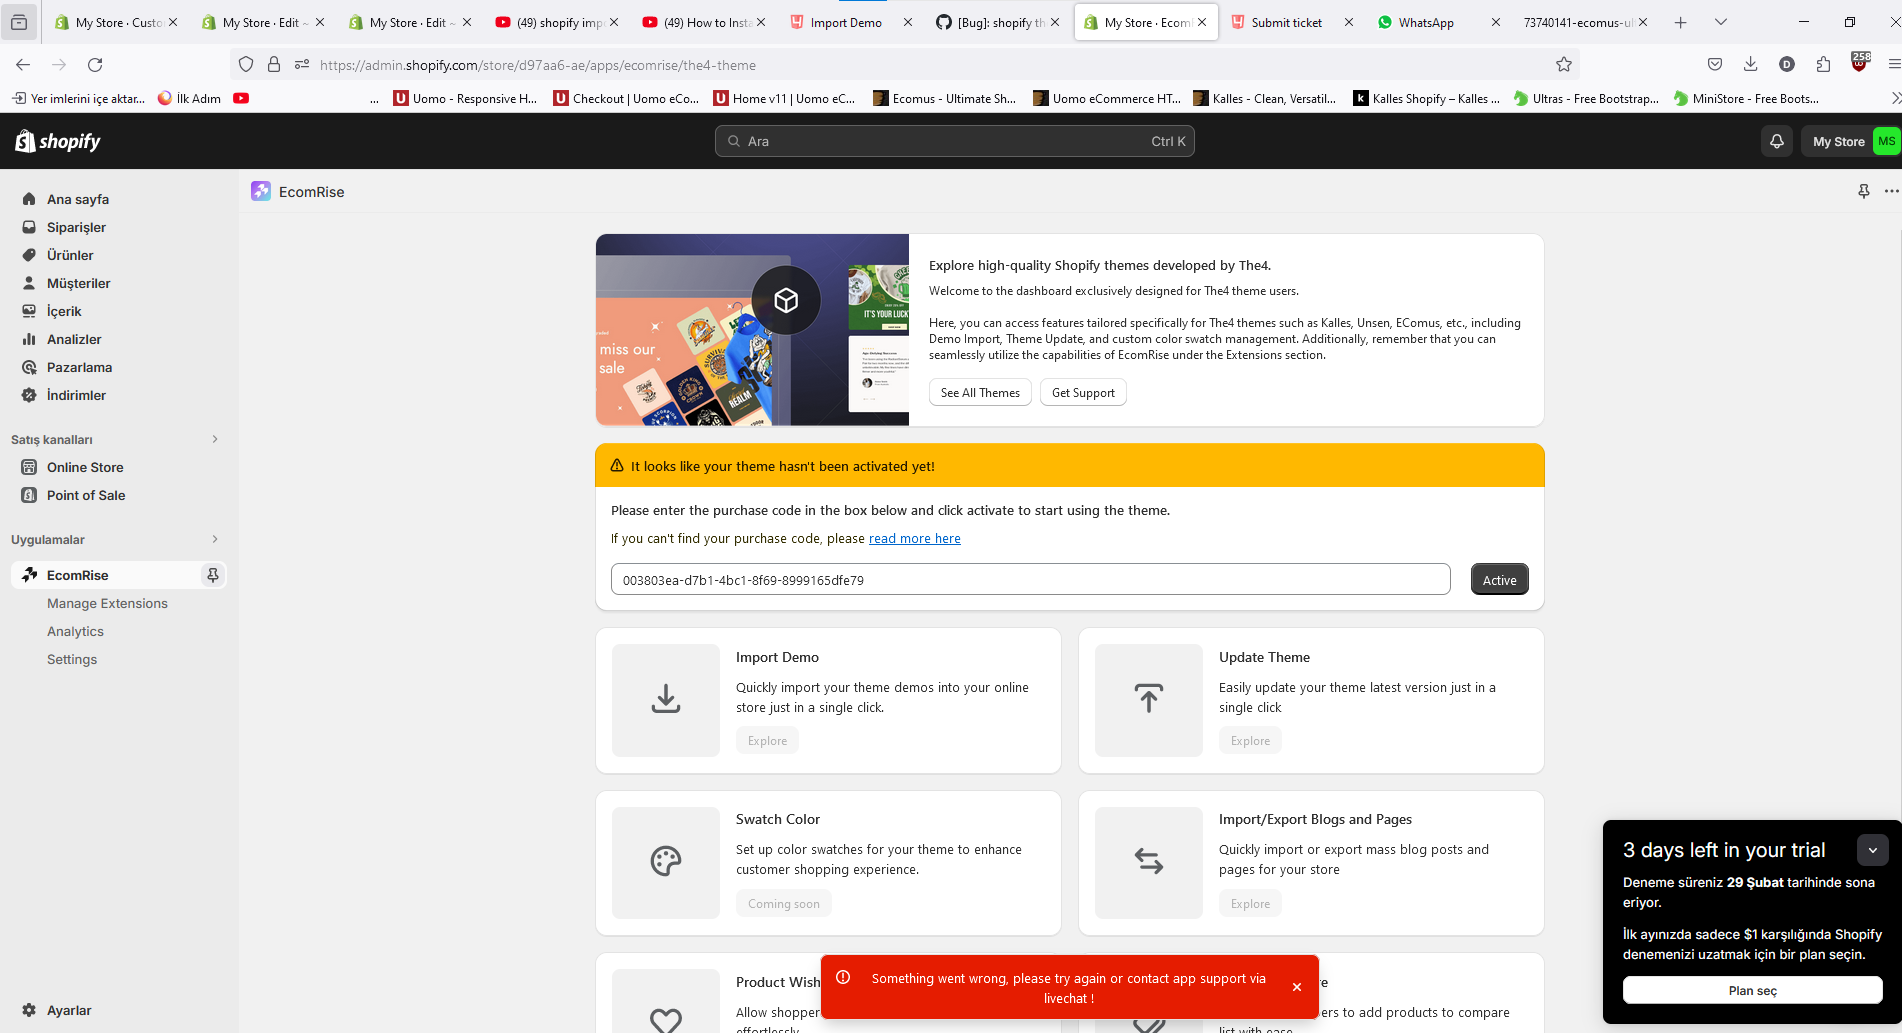 My Store · Custo
My Store · Edit ~
My Store · Edit ~
(49) shopify imp
(49) How to Insta
Import Demo
[Bug]: shopify th
My Store · Ecom
Submit ticket
WhatsApp
73740141-ecomus-ul
https://admin.shopify.com/store/d97aa6-ae/apps/ecomrise/the4-theme
D
258
Yer imlerini içe aktar...
İlk Adım
...
Uomo - Responsive H...
Checkout | Uomo eCo...
Home v11 | Uomo eC...
Ecomus - Ultimate Sh...
Uomo eCommerce HT...
Kalles - Clean, Versatil...
Kalles Shopify – Kalles ...
Ultras - Free Bootstrap...
MiniStore - Free Boots...
shopify
Ara
Ctrl K
My Store
MS
Ana sayfa
Siparişler
Ürünler
Müşteriler
İçerik
Analizler
Pazarlama
İndirimler
Satış kanalları
Online Store
Point of Sale
Uygulamalar
EcomRise
Manage Extensions
Analytics
Settings
Ayarlar
EcomRise
miss our
sale
IT'S YOUR LUCK
Explore high-quality Shopify themes developed by The4.
Welcome to the dashboard exclusively designed for The4 theme users.
Here, you can access features tailored specifically for The4 themes such as Kalles, Unsen, EComus, etc., including
Demo Import, Theme Update, and custom color swatch management. Additionally, remember that you can
seamlessly utilize the capabilities of EcomRise under the Extensions section.
See All Themes
Get Support
It looks like your theme hasn't been activated yet!
Please enter the purchase code in the box below and click activate to start using the theme.
If you can't find your purchase code, please read more here
003803ea-d7b1-4bc1-8f69-8999165dfe79
Active
Import Demo
Quickly import your theme demos into your online
store just in a single click.
Explore
Update Theme
Easily update your theme latest version just in a
single click
Explore
Swatch Color
Set up color swatches for your theme to enhance
customer shopping experience.
Coming soon
Import/Export Blogs and Pages
Quickly import or export mass blog posts and
pages for your store
Explore
Product Wish
Allow shopper
effortlessly
re
ers to add products to compare
list with ease
Something went wrong, please try again or contact app support via
livechat !
3 days left in your trial
Deneme süreniz 29 Şubat tarihinde sona
eriyor.
İlk ayınızda sadece $1 karşılığında Shopify
denemenizi uzatmak için bir plan seçin.
Plan seç